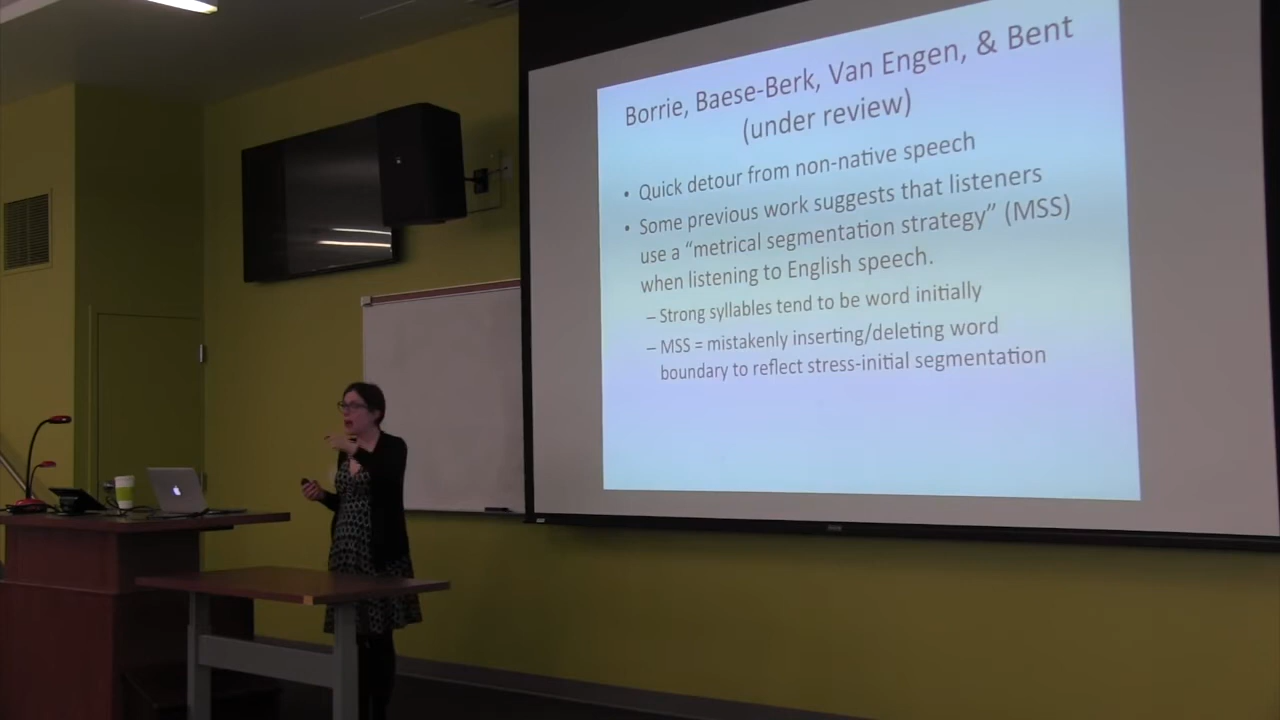 Borrie, Baese-Berk, Van Engen, & Bent
(under review)
• Quick detour from non-native speech
• Some previous work suggests that listeners
use a “metrical segmentation strategy” (MSS)
when listening to English speech.
– Strong syllables tend to be word initially
– MSS = mistakenly inserting/deleting word
boundary to reflect stress-initial segmentation